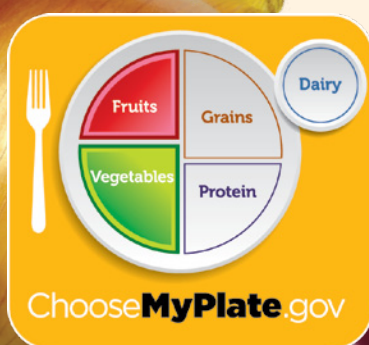 Dairy
Fruits
Grains
Vegetables
Protein
ChooseMyPlate.gov